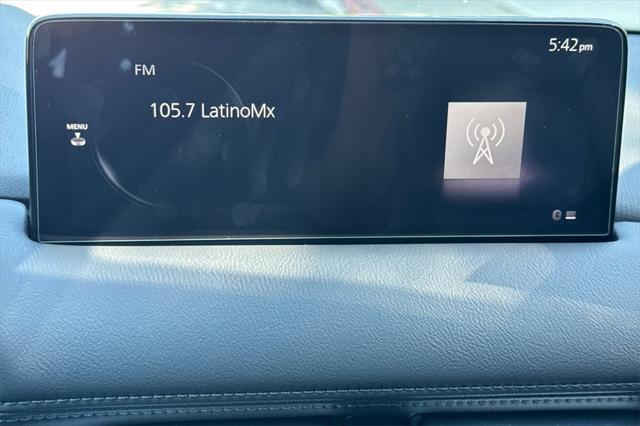 5:42pm
FM
105.7 LatinoMx
MENU